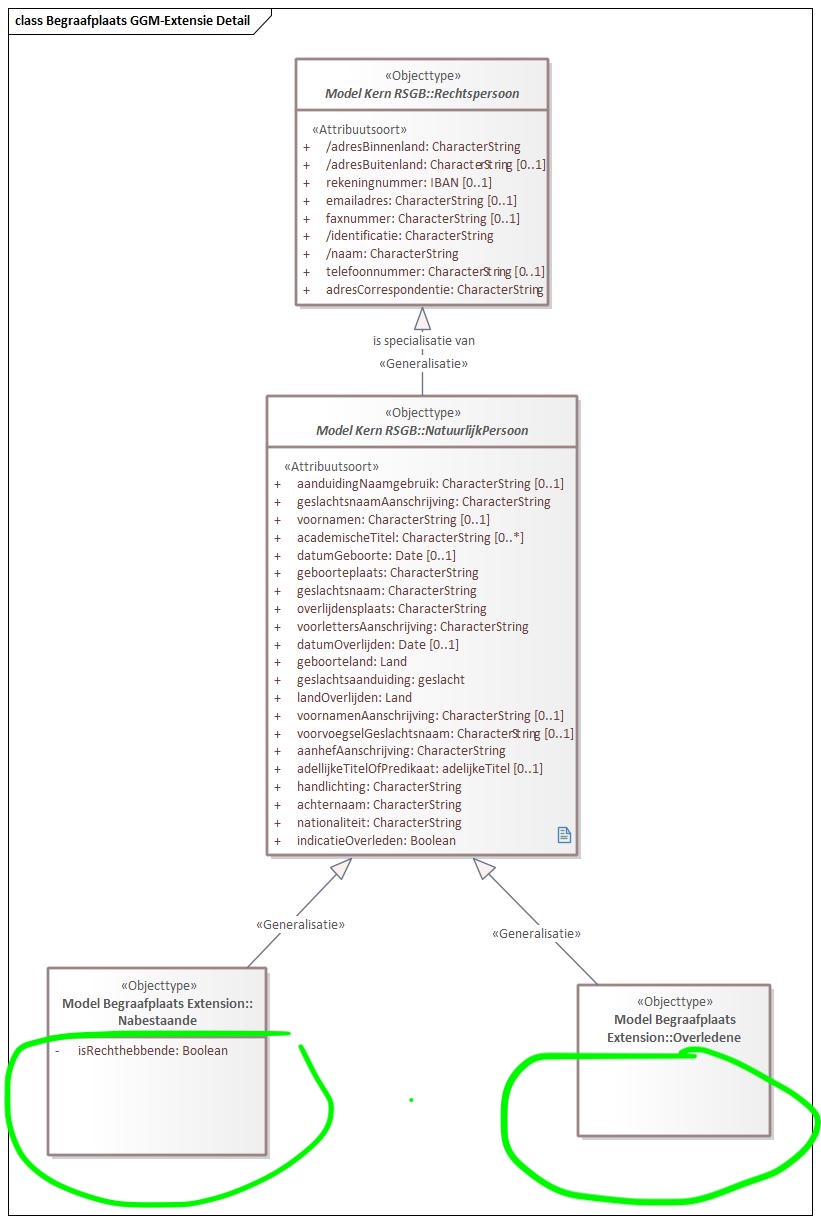 class Begraafplaats GGM-Extensie Detail
«Objecttype»
Model Kern RSGB::Rechtspersoon
«Attribuutsoort»
+ /adresBinnenland: CharacterString
+ /adresBuitenland: CharacterString [0..1]
+ rekeningnummer: IBAN [0..1]
+ emailadres: CharacterString [0..1]
+ faxnummer: CharacterString [0..1]
+ /identificatie: CharacterString
+ /naam: CharacterString
+ telefoonnummer: CharacterString [0..1]
+ adresCorrespondentie: CharacterString
is specialisatie van
«Generalisatie»
«Objecttype»
Model Kern RSGB::NatuurlijkPersoon
«Attribuutsoort»
+ aanduidingNaamgebruik: CharacterString [0..1]
+ geslachtsnaamAanschrijving: CharacterString
+ voornamen: CharacterString [0..1]
+ academischeTitel: CharacterString [0..*]
+ datumGeboorte: Date [0..1]
+ geboorteplaats: CharacterString
+ geslachtsnaam: CharacterString
+ overlijdensplaats: CharacterString
+ voorlettersAanschrijving: CharacterString
+ datumOverlijden: Date [0..1]
+ geboorteland: Land
+ geslachtsaanduiding: geslacht
+ landOverlijden: Land
+ voornamenAanschrijving: CharacterString [0..1]
+ voorvoegselGeslachtsnaam: CharacterString [0..1]
+ aanhefAanschrijving: CharacterString
+ adellijkeTitelOfPredikaat: adelijkeTitel [0..1]
+ handlichting: CharacterString
+ achternaam: CharacterString
+ nationaliteit: CharacterString
+ indicatieOverleden: Boolean
«Generalisatie»
«Generalisatie»
«Objecttype»
Model Begraafplaats Extension::
Nabestaande
- isRechthebbende: Boolean
«Objecttype»
Model Begraafplaats
Extension::Overledene